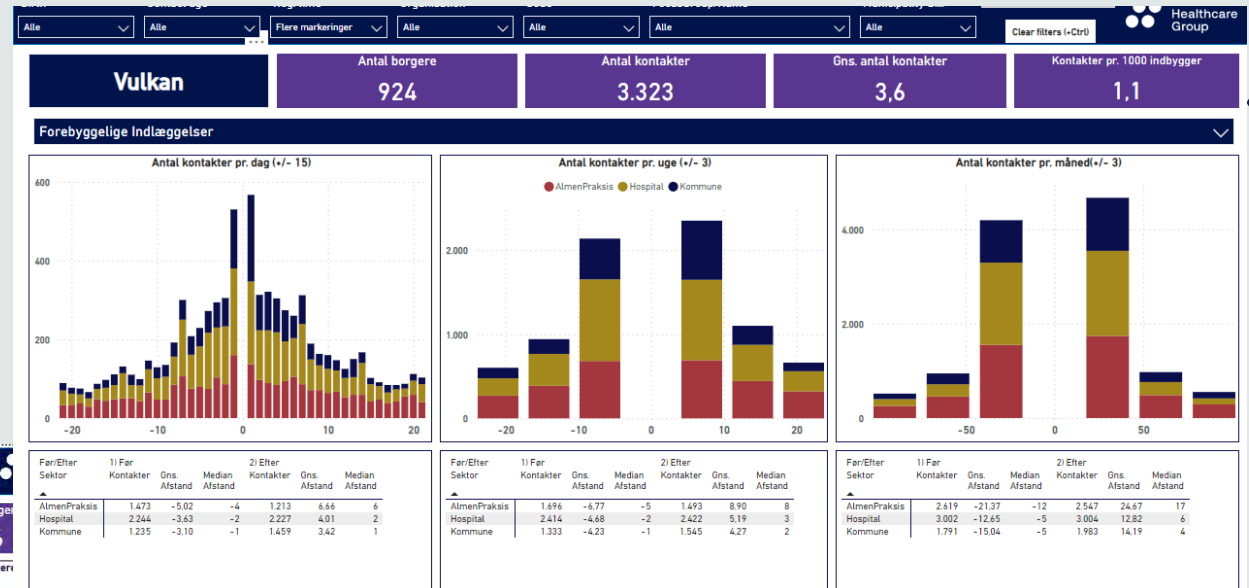 Alle Alle Flere markeringer Alle Alle Alle Alle Clear filters (+Ctrl) Healthcare
Group
Vulkan
Antal borgere Antal kontakter Gns. antal kontakter Kontakter pr. 1000 indbygger
924 3.323 3,6 1,1
Forebyggelige Indlæggelser
Antal kontakter pr. dag (+/- 15)
600
400
200
0
-20 -10 0 10 20
Antal kontakter pr. uge (+/- 3)
AlmenPraksis Hospital Kommune
2.000
1.000
0
-20 -10 0 10 20
Antal kontakter pr. måned(+/- 3)
4.000
2.000
0
-50 0 50
Før/Efter 1) Før 2) Efter
Sektor Kontakter Gns. Afstand Median Afstand Kontakter Gns. Afstand Median Afstand
AlmenPraksis 1.473 -5,02 -4 1.213 6,66 6
Hospital 2.244 -3,63 -2 2.227 4,01 2
Kommune 1.235 -3,10 -1 1.459 3,42 1
Før/Efter 1) Før 2) Efter
Sektor Kontakter Gns. Afstand Median Afstand Kontakter Gns. Afstand Median Afstand
AlmenPraksis 1.696 -6,77 -5 1.493 8,90 8
Hospital 2.414 -4,68 -2 2.422 5,19 3
Kommune 1.333 -4,23 -1 1.545 4,27 2
Før/Efter 1) Før 2) Efter
Sektor Kontakter Gns. Afstand Median Afstand Kontakter Gns. Afstand Median Afstand
AlmenPraksis 2.619 -21,37 -12 2.547 24,67 17
Hospital 3.002 -12,65 -5 3.004 12,82 6
Kommune 1.791 -15,04 -5 1.983 14,19 4